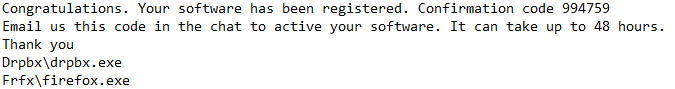 Congratulations. Your software has been registered. Confirmation code 994759
Email us this code in the chat to active your software. It can take up to 48 hours.
Thank you
Drpbx\drpbx.exe
Frfx\firefox.exe